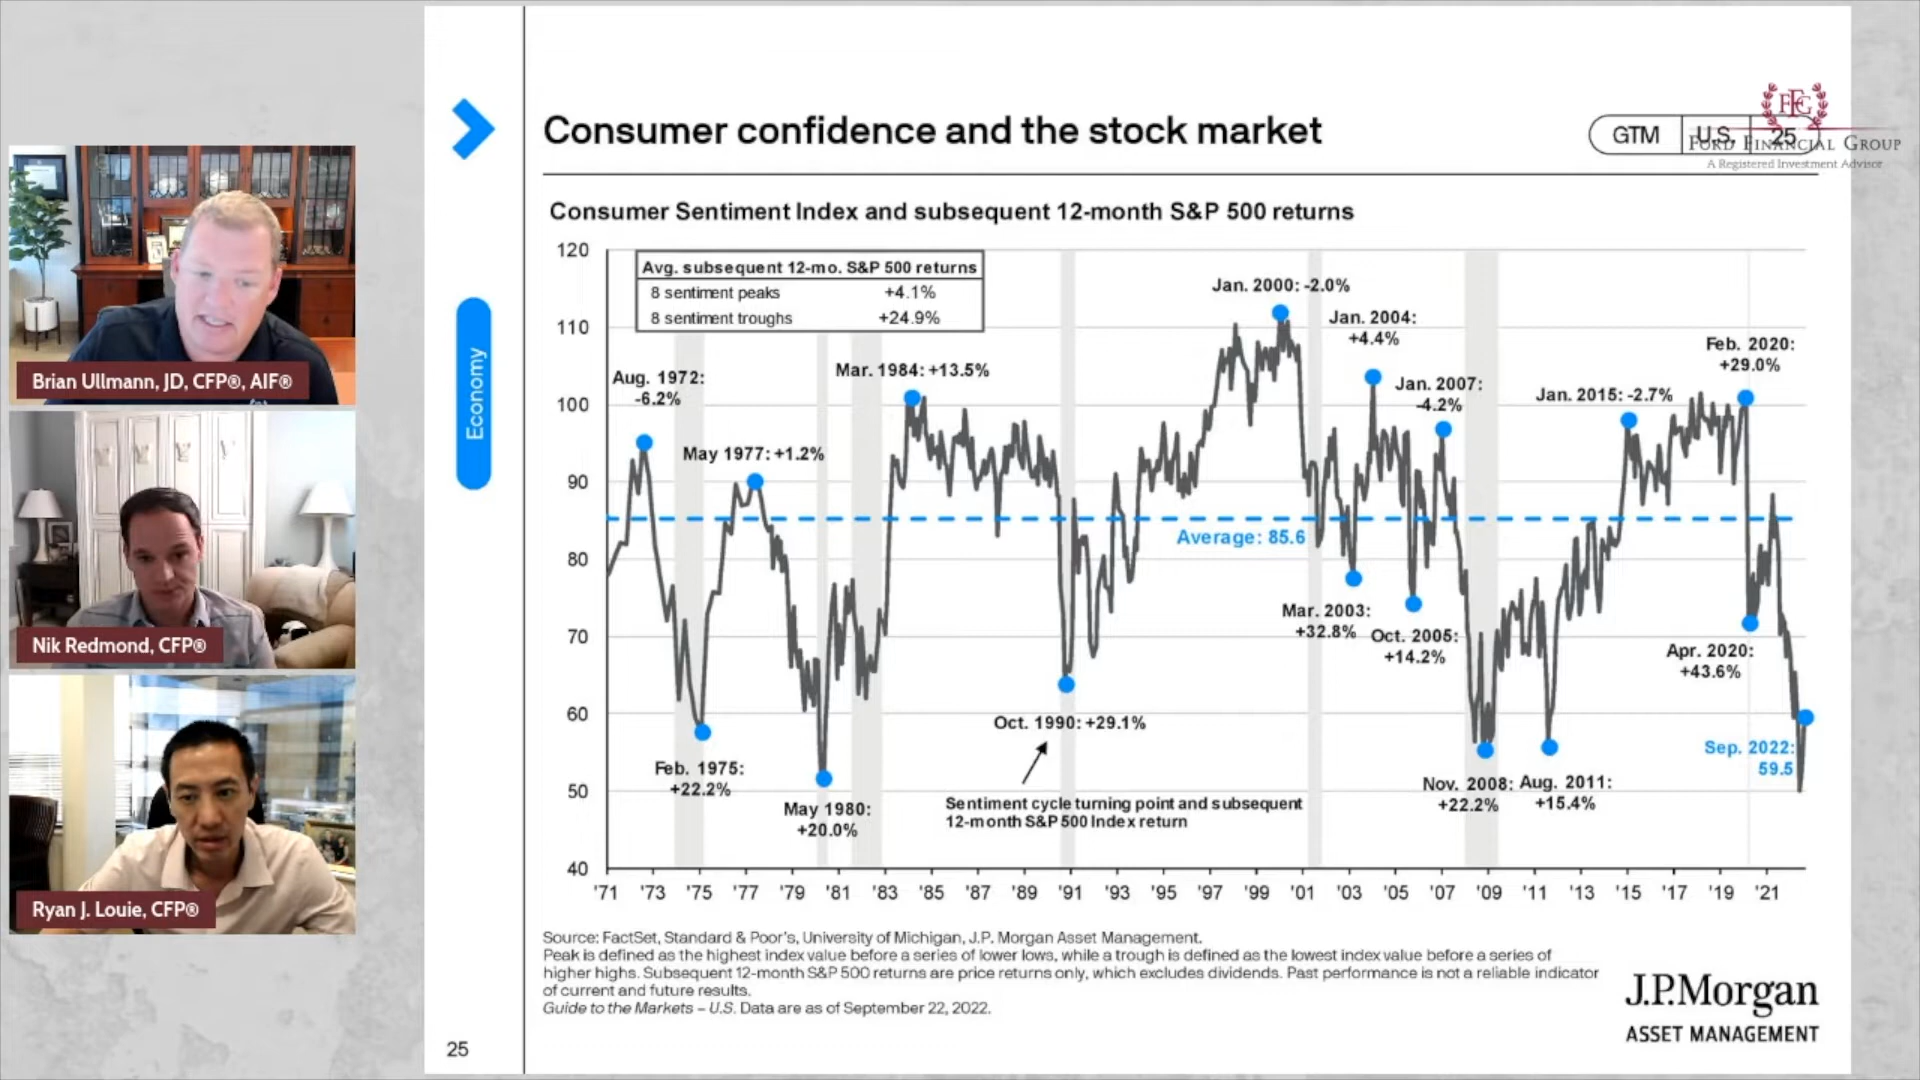 Consumer confidence and the stock market
GTM U.S. 25
FFG
FORD FINANCIAL GROUP
A Registered Investment Advisor
Brian Ullmann, JD, CFP®, AIF®
Nik Redmond, CFP®
Ryan J. Louie, CFP®
Economy
Consumer Sentiment Index and subsequent 12-month S&P 500 returns
120
110
100
90
80
70
60
50
40
Avg. subsequent 12-mo. S&P 500 returns
8 sentiment peaks +4.1%
8 sentiment troughs +24.9%
Aug. 1972:
-6.2%
May 1977: +1.2%
Mar. 1984: +13.5%
Jan. 2000: -2.0%
Jan. 2004:
+4.4%
Jan. 2007:
-4.2%
Jan. 2015: -2.7%
Feb. 2020:
+29.0%
Average: 85.6
Feb. 1975:
+22.2%
May 1980:
+20.0%
Oct. 1990: +29.1%
Mar. 2003:
+32.8%
Oct. 2005:
+14.2%
Nov. 2008:
+22.2%
Aug. 2011:
+15.4%
Apr. 2020:
+43.6%
Sep. 2022:
59.5
Sentiment cycle turning point and subsequent
12-month S&P 500 Index return
'71 '73 '75 '77 '79 '81 '83 '85 '87 '89 '91 '93 '95 '97 '99 '01 '03 '05 '07 '09 '11 '13 '15 '17 '19 '21
Source: FactSet, Standard & Poor's, University of Michigan, J.P. Morgan Asset Management.
Peak is defined as the highest index value before a series of lower lows, while a trough is defined as the lowest index value before a series of
higher highs. Subsequent 12-month S&P 500 returns are price returns only, which excludes dividends. Past performance is not a reliable indicator
of current and future results.
Guide to the Markets – U.S. Data are as of September 22, 2022.
J.P.Morgan
ASSET MANAGEMENT
25